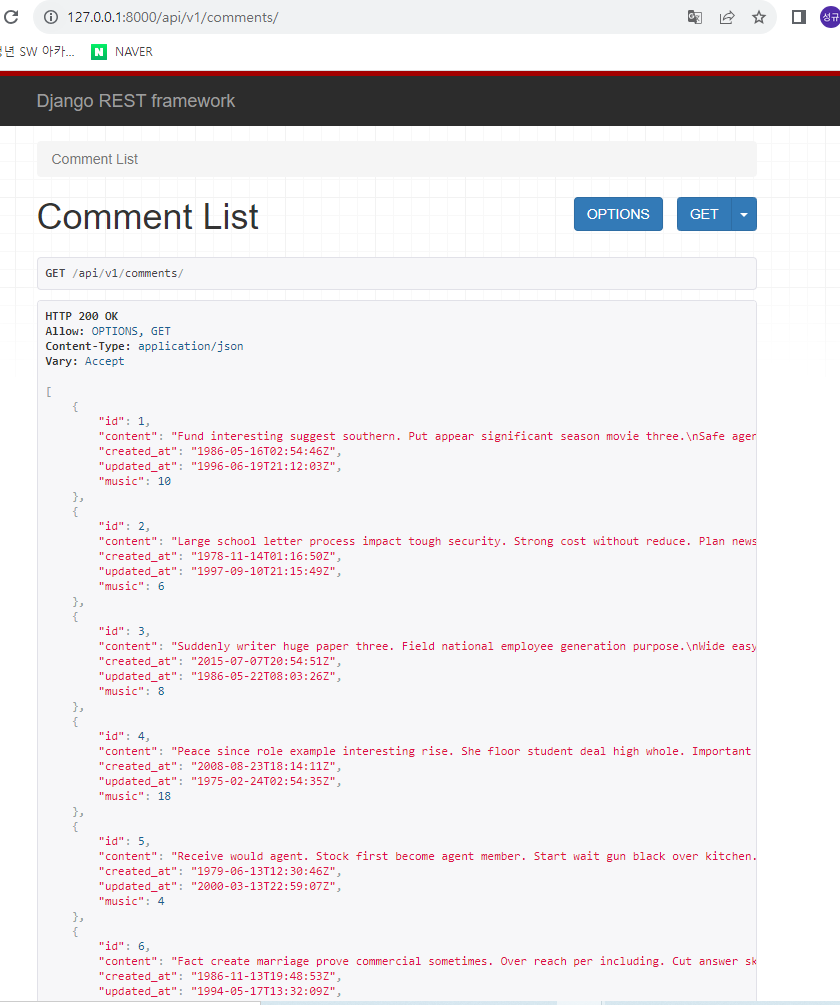 127.0.0.1:8000/api/v1/comments/
성규
년 SW 아카...
N NAVER
Django REST framework
Comment List
Comment List
OPTIONS
GET
GET /api/v1/comments/
HTTP 200 OK
Allow: OPTIONS, GET
Content-Type: application/json
Vary: Accept
[
{
"id": 1,
"content": "Fund interesting suggest southern. Put appear significant season movie three.\nSafe agen
"created_at": "1986-05-16T02:54:46Z",
"updated_at": "1996-06-19T21:12:03Z",
"music": 10
},
{
"id": 2,
"content": "Large school letter process impact tough security. Strong cost without reduce. Plan news
"created_at": "1978-11-14T01:16:50Z",
"updated_at": "1997-09-10T21:15:49Z",
"music": 6
},
{
"id": 3,
"content": "Suddenly writer huge paper three. Field national employee generation purpose.\nWide easy
"created_at": "2015-07-07T20:54:51Z",
"updated_at": "1986-05-22T08:03:26Z",
"music": 8
},
{
"id": 4,
"content": "Peace since role example interesting rise. She floor student deal high whole. Important
"created_at": "2008-08-23T18:14:11Z",
"updated_at": "1975-02-24T02:54:35Z",
"music": 18
},
{
"id": 5,
"content": "Receive would agent. Stock first become agent member. Start wait gun black over kitchen.
"created_at": "1979-06-13T12:30:46Z",
"updated_at": "2000-03-13T22:59:07Z",
"music": 4
},
{
"id": 6,
"content": "Fact create marriage prove commercial sometimes. Over reach per including. Cut answer sk
"created_at": "1986-11-13T19:48:53Z",
"updated_at": "1994-05-17T13:32:09Z",